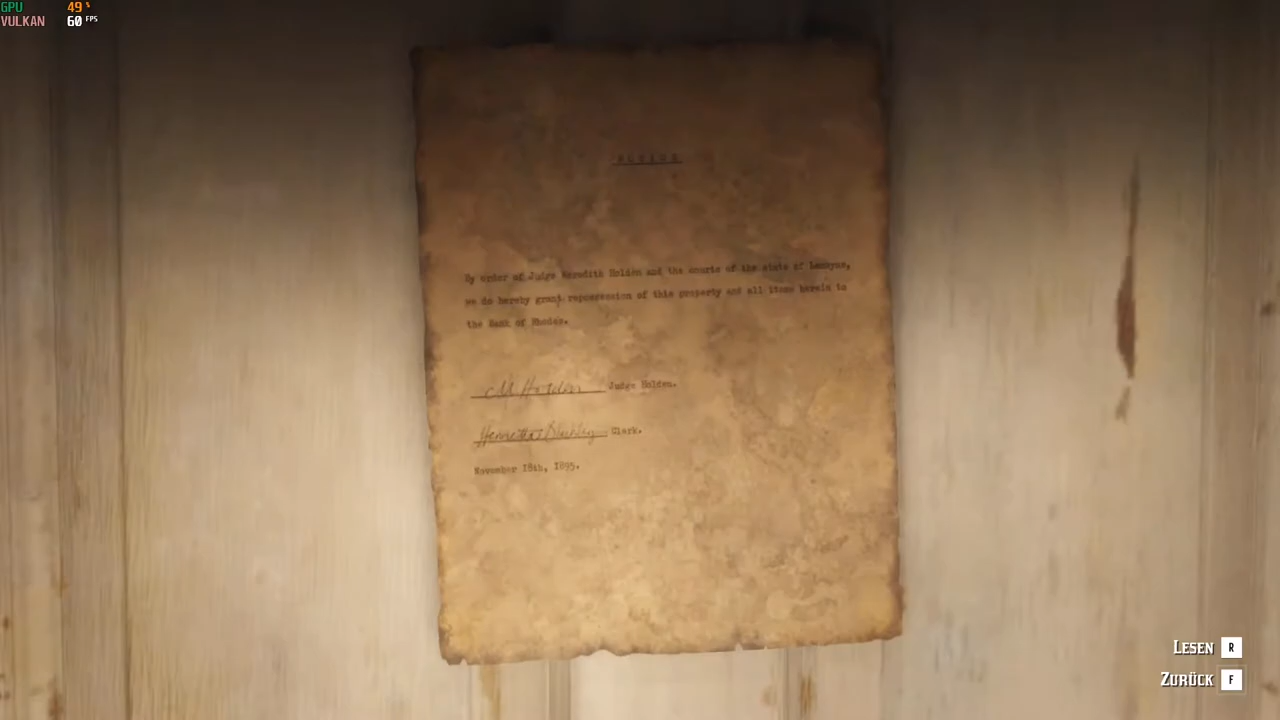 GPU 49 %
VULKAN 60 FPS
NOTICE
By order of Judge Meredith Holden and the courts of the state of Lemoyne,
we do hereby grant repossession of this property and all items herein to
the Bank of Rhodes.
M Holden Judge Holden.
Henrietta Clerk.
November 18th, 1895.
LESEN R
ZURÜCK F